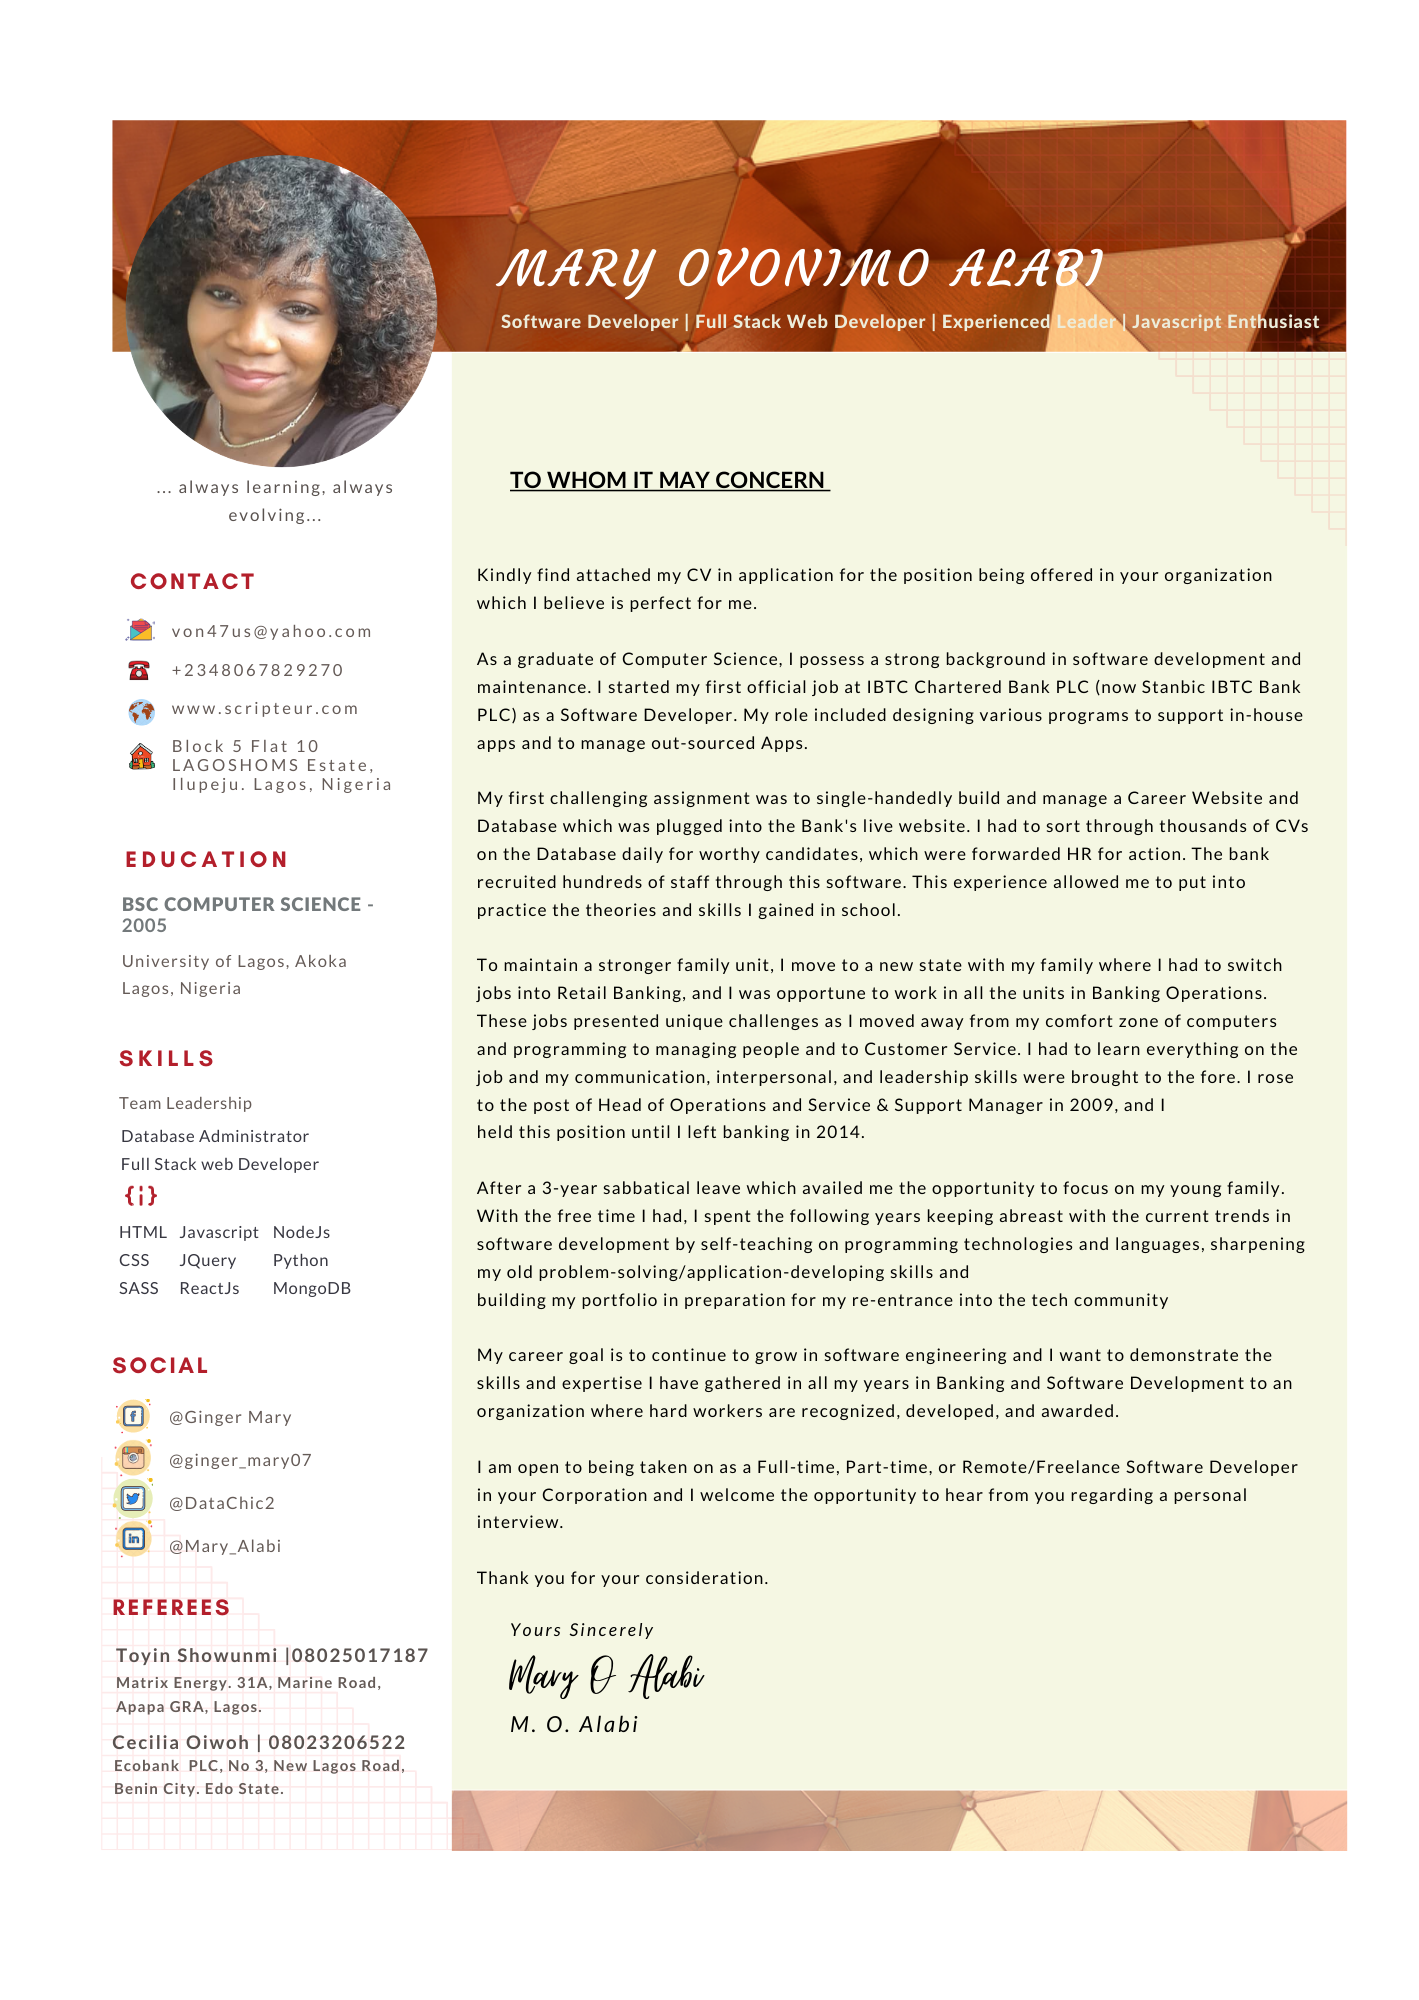 MARY OVONIMO ALABI
Software Developer | Full Stack Web Developer | Experienced Leader | Javascript Enthusiast
... always learning, always
evolving...
CONTACT
von47us@yahoo.com
+2348067829270
www.scripteur.com
Block 5 Flat 10
LAGOSHOMS Estate,
Ilupeju. Lagos, Nigeria
EDUCATION
BSC COMPUTER SCIENCE -
2005
University of Lagos, Akoka
Lagos, Nigeria
SKILLS
Team Leadership
Database Administrator
Full Stack web Developer
{¦}
HTML Javascript NodeJs
CSS JQuery Python
SASS ReactJs MongoDB
SOCIAL
@Ginger Mary
@ginger_mary07
@DataChic2
@Mary_Alabi
REFEREES
Toyin Showunmi |08025017187
Matrix Energy. 31A, Marine Road,
Apapa GRA, Lagos.
Cecilia Oiwoh | 08023206522
Ecobank PLC, No 3, New Lagos Road,
Benin City. Edo State.
TO WHOM IT MAY CONCERN
Kindly find attached my CV in application for the position being offered in your organization
which I believe is perfect for me.
As a graduate of Computer Science, I possess a strong background in software development and
maintenance. I started my first official job at IBTC Chartered Bank PLC (now Stanbic IBTC Bank
PLC) as a Software Developer. My role included designing various programs to support in-house
apps and to manage out-sourced Apps.
My first challenging assignment was to single-handedly build and manage a Career Website and
Database which was plugged into the Bank's live website. I had to sort through thousands of CVs
on the Database daily for worthy candidates, which were forwarded HR for action. The bank
recruited hundreds of staff through this software. This experience allowed me to put into
practice the theories and skills I gained in school.
To maintain a stronger family unit, I move to a new state with my family where I had to switch
jobs into Retail Banking, and I was opportune to work in all the units in Banking Operations.
These jobs presented unique challenges as I moved away from my comfort zone of computers
and programming to managing people and to Customer Service. I had to learn everything on the
job and my communication, interpersonal, and leadership skills were brought to the fore. I rose
to the post of Head of Operations and Service & Support Manager in 2009, and I
held this position until I left banking in 2014.
After a 3-year sabbatical leave which availed me the opportunity to focus on my young family.
With the free time I had, I spent the following years keeping abreast with the current trends in
software development by self-teaching on programming technologies and languages, sharpening
my old problem-solving/application-developing skills and
building my portfolio in preparation for my re-entrance into the tech community
My career goal is to continue to grow in software engineering and I want to demonstrate the
skills and expertise I have gathered in all my years in Banking and Software Development to an
organization where hard workers are recognized, developed, and awarded.
I am open to being taken on as a Full-time, Part-time, or Remote/Freelance Software Developer
in your Corporation and I welcome the opportunity to hear from you regarding a personal
interview.
Thank you for your consideration.
Yours Sincerely
Mary O Alabi
M. O. Alabi